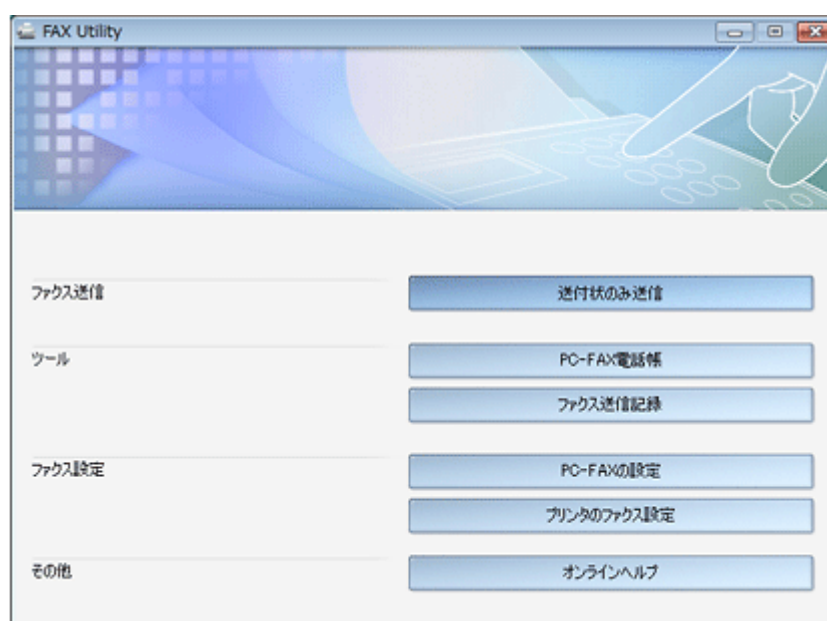 FAX Utility
ファクス送信
送付状のみ送信
ツール
PC-FAX電話帳
ファクス送信記録
ファクス設定
PC-FAXの設定
プリンタのファクス設定
その他
オンラインヘルプ